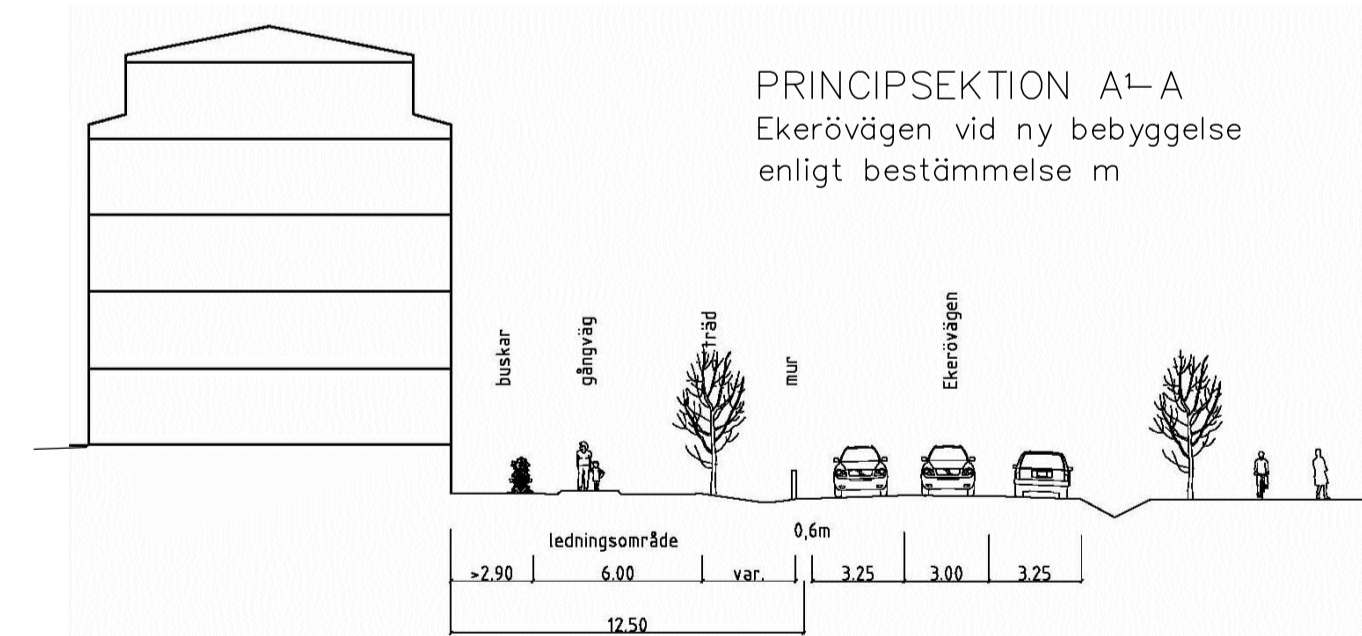 PRINCIPSEKTION A1-A
Ekerövägen vid ny bebyggelse
enligt bestämmelse m
buskar
gångväg
träd
mur
Ekerövägen
ledningsområde
0,6m
>2.90
6.00
var.
3.25
3.00
3.25
12.50